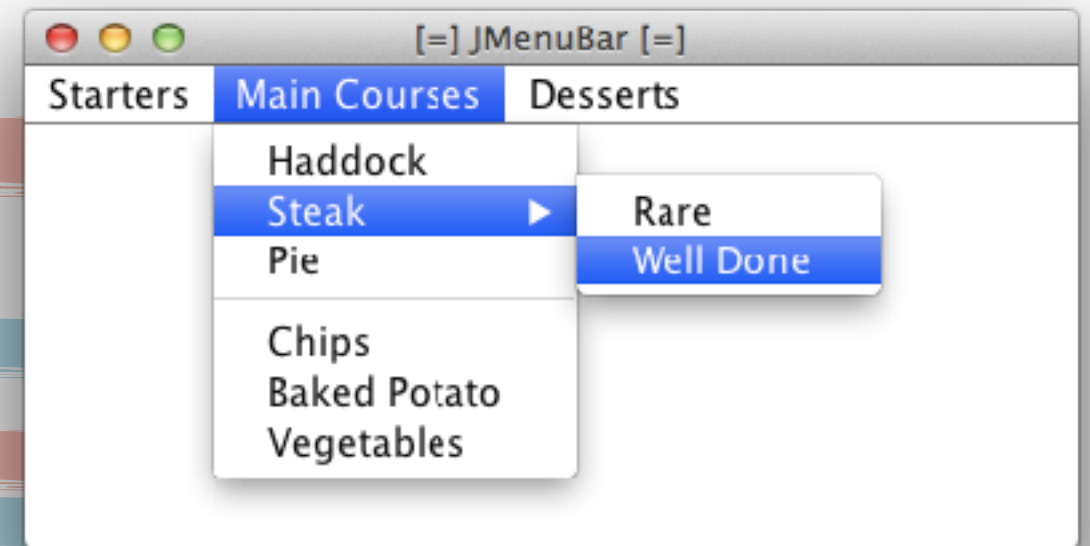 [=] JMenuBar [=]
Starters Main Courses Desserts
Haddock
Steak
Pie
Chips
Baked Potato
Vegetables
Rare
Well Done